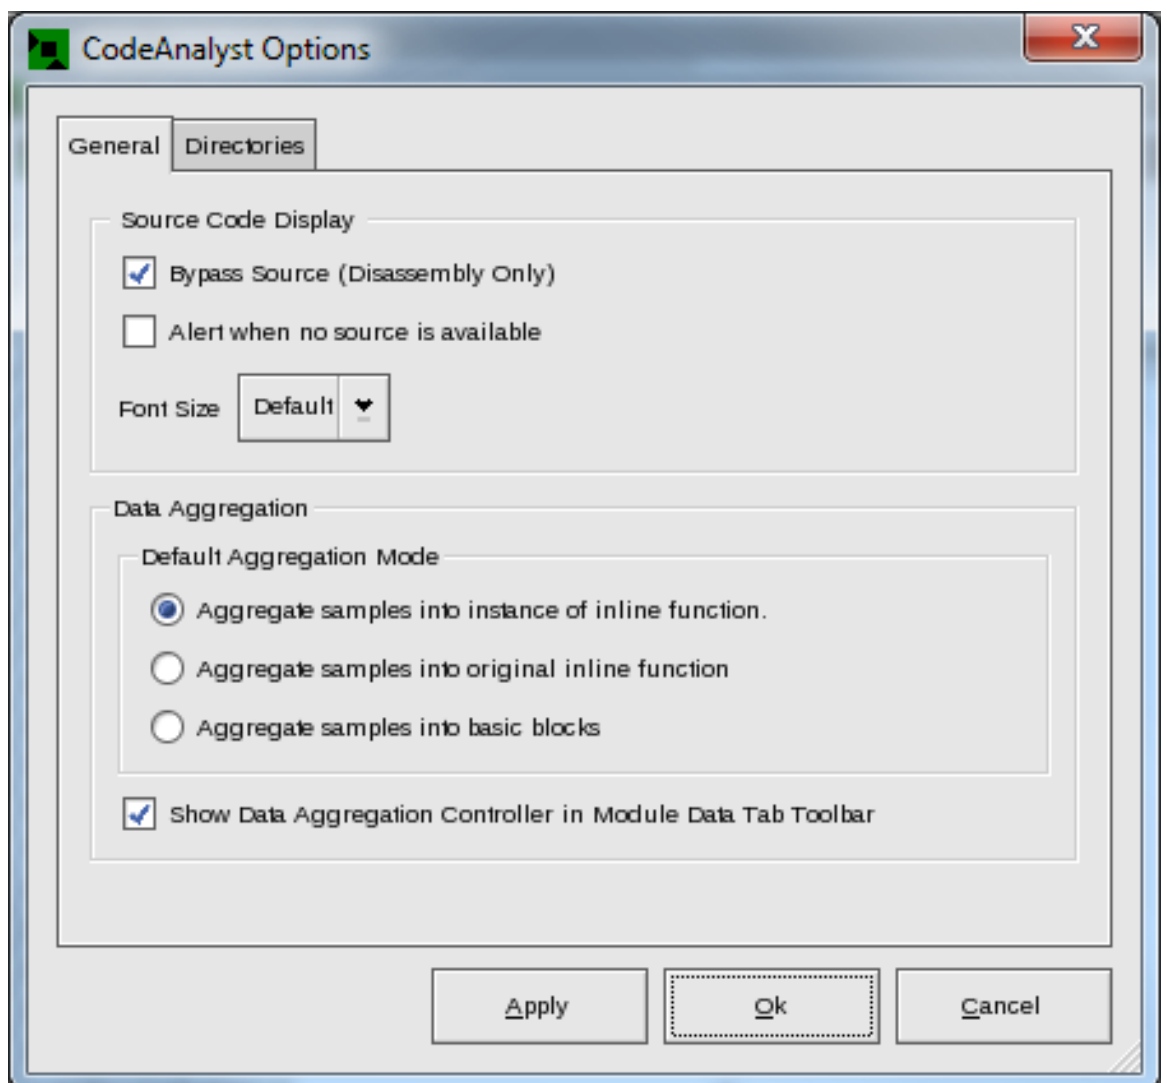 CodeAnalyst Options
General
Directories
Source Code Display
Bypass Source (Disassembly Only)
Alert when no source is available
Font Size
Default
Data Aggregation
Default Aggregation Mode
Aggregate samples into instance of inline function.
Aggregate samples into original inline function
Aggregate samples into basic blocks
Show Data Aggregation Controller in Module Data Tab Toolbar
Apply
Ok
Cancel